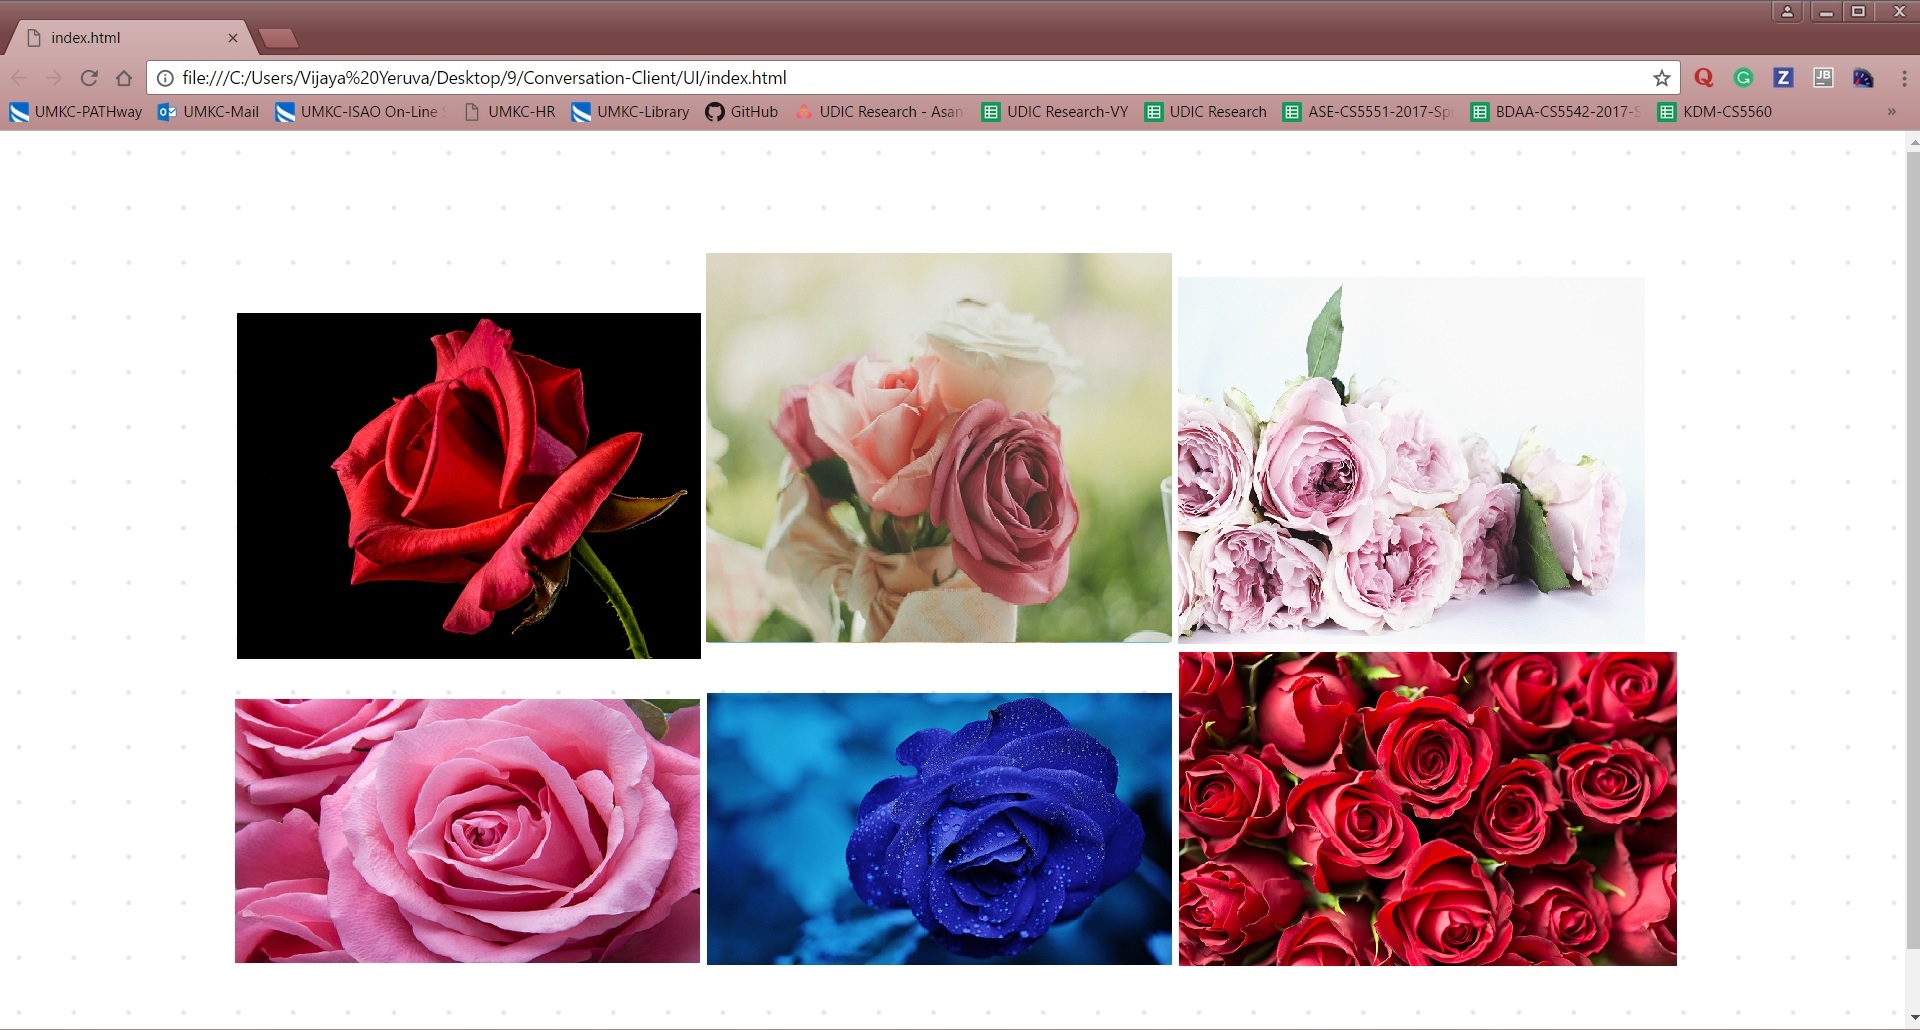 index.html
file:///C:/Users/Vijaya%20Yeruva/Desktop/9/Conversation-Client/UI/index.html
UMKC-PATHway UMKC-Mail UMKC-ISAO On-Line UMKC-HR UMKC-Library GitHub UDIC Research - Asan UDIC Research-VY UDIC Research ASE-CS5551-2017-Sp BDAA-CS5542-2017-S KDM-CS5560 »